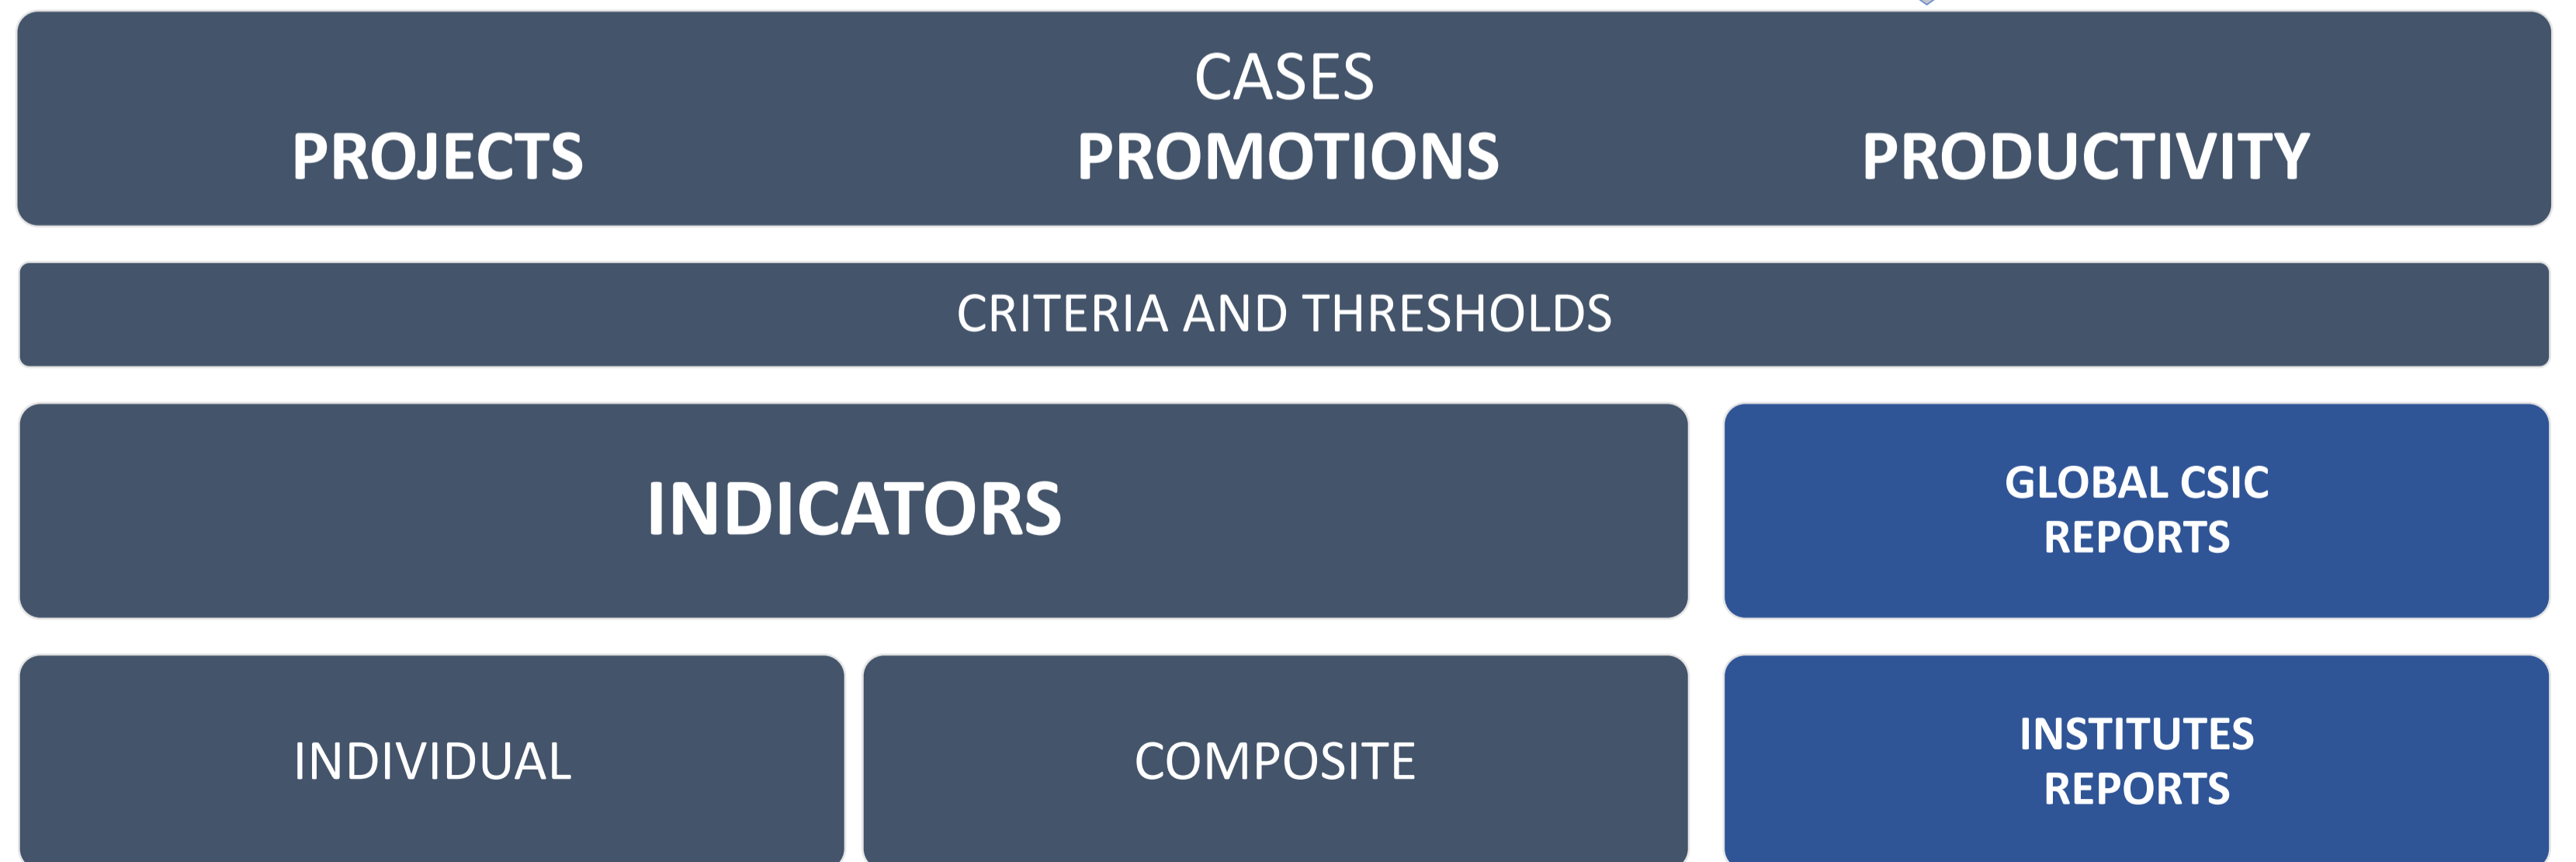 CASES
PROJECTS PROMOTIONS PRODUCTIVITY
CRITERIA AND THRESHOLDS
INDICATORS
GLOBAL CSIC
REPORTS
INDIVIDUAL
COMPOSITE
INSTITUTES
REPORTS